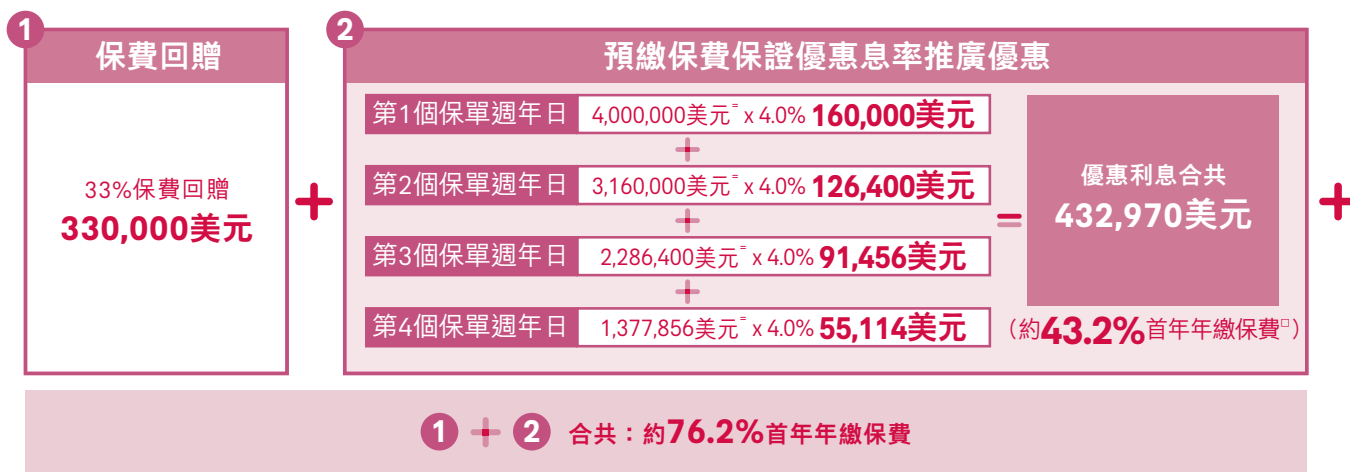 1
保費回贈
33%保費回贈
330,000美元
+
2
預繳保費保證優惠息率推廣優惠
第1個保單週年日 4,000,000美元⁼ x 4.0% 160,000美元
+
第2個保單週年日 3,160,000美元⁼ x 4.0% 126,400美元
+
第3個保單週年日 2,286,400美元⁼ x 4.0% 91,456美元
+
第4個保單週年日 1,377,856美元⁼ x 4.0% 55,114美元
=
優惠利息合共
432,970美元
（約43.2%首年年繳保費□）
+
1 + 2 合共：約76.2%首年年繳保費